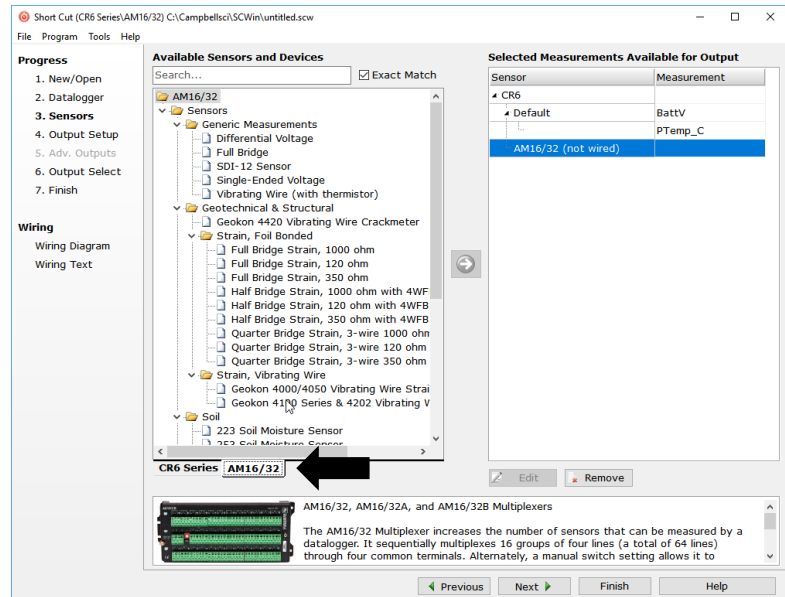 Short Cut (CR6 Series\AM16/32) C:\Campbellsci\SCWin\untitled.scw
File Program Tools Help
Progress
1. New/Open
2. Datalogger
3. Sensors
4. Output Setup
5. Adv. Outputs
6. Output Select
7. Finish
Wiring
Wiring Diagram
Wiring Text
Available Sensors and Devices
Search...
Exact Match
AM16/32
Sensors
Generic Measurements
Differential Voltage
Full Bridge
SDI-12 Sensor
Single-Ended Voltage
Vibrating Wire (with thermistor)
Geotechnical & Structural
Geokon 4420 Vibrating Wire Crackmeter
Strain, Foil Bonded
Full Bridge Strain, 1000 ohm
Full Bridge Strain, 120 ohm
Full Bridge Strain, 350 ohm
Half Bridge Strain, 1000 ohm with 4WF
Half Bridge Strain, 120 ohm with 4WFB
Half Bridge Strain, 350 ohm with 4WFB
Quarter Bridge Strain, 3-wire 1000 ohm
Quarter Bridge Strain, 3-wire 120 ohm
Quarter Bridge Strain, 3-wire 350 ohm
Strain, Vibrating Wire
Geokon 4000/4050 Vibrating Wire Strai
Geokon 4100 Series & 4202 Vibrating W
Soil
223 Soil Moisture Sensor
253 Soil Moisture Sensor
CR6 Series AM16/32
Selected Measurements Available for Output
Sensor Measurement
CR6
Default BattV
PTemp_C
AM16/32 (not wired)
Edit Remove
AM16/32, AM16/32A, and AM16/32B Multiplexers
The AM16/32 Multiplexer increases the number of sensors that can be measured by a
datalogger. It sequentially multiplexes 16 groups of four lines (a total of 64 lines)
through four common terminals. Alternately, a manual switch setting allows it to
Previous Next Finish Help